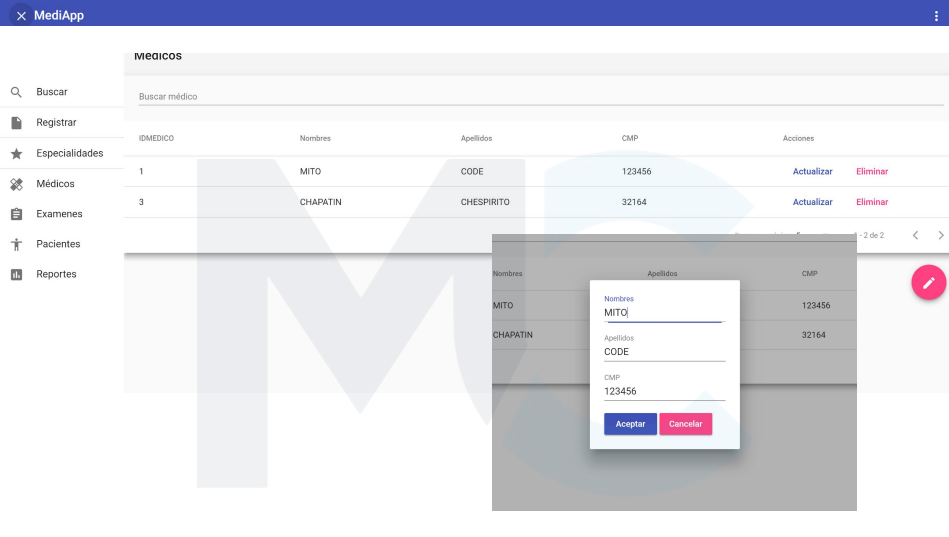 MediApp
Médicos
Buscar
Registrar
Especialidades
Médicos
Examenes
Pacientes
Reportes
Buscar médico
IDMEDICO Nombres Apellidos CMP Acciones
1 MITO CODE 123456 Actualizar Eliminar
3 CHAPATIN CHESPIRITO 32164 Actualizar Eliminar
- 2 de 2
Nombres Apellidos CMP
MITO 123456
CHAPATIN 32164
Nombres
MITO
Apellidos
CODE
CMP
123456
Aceptar Cancelar
MC